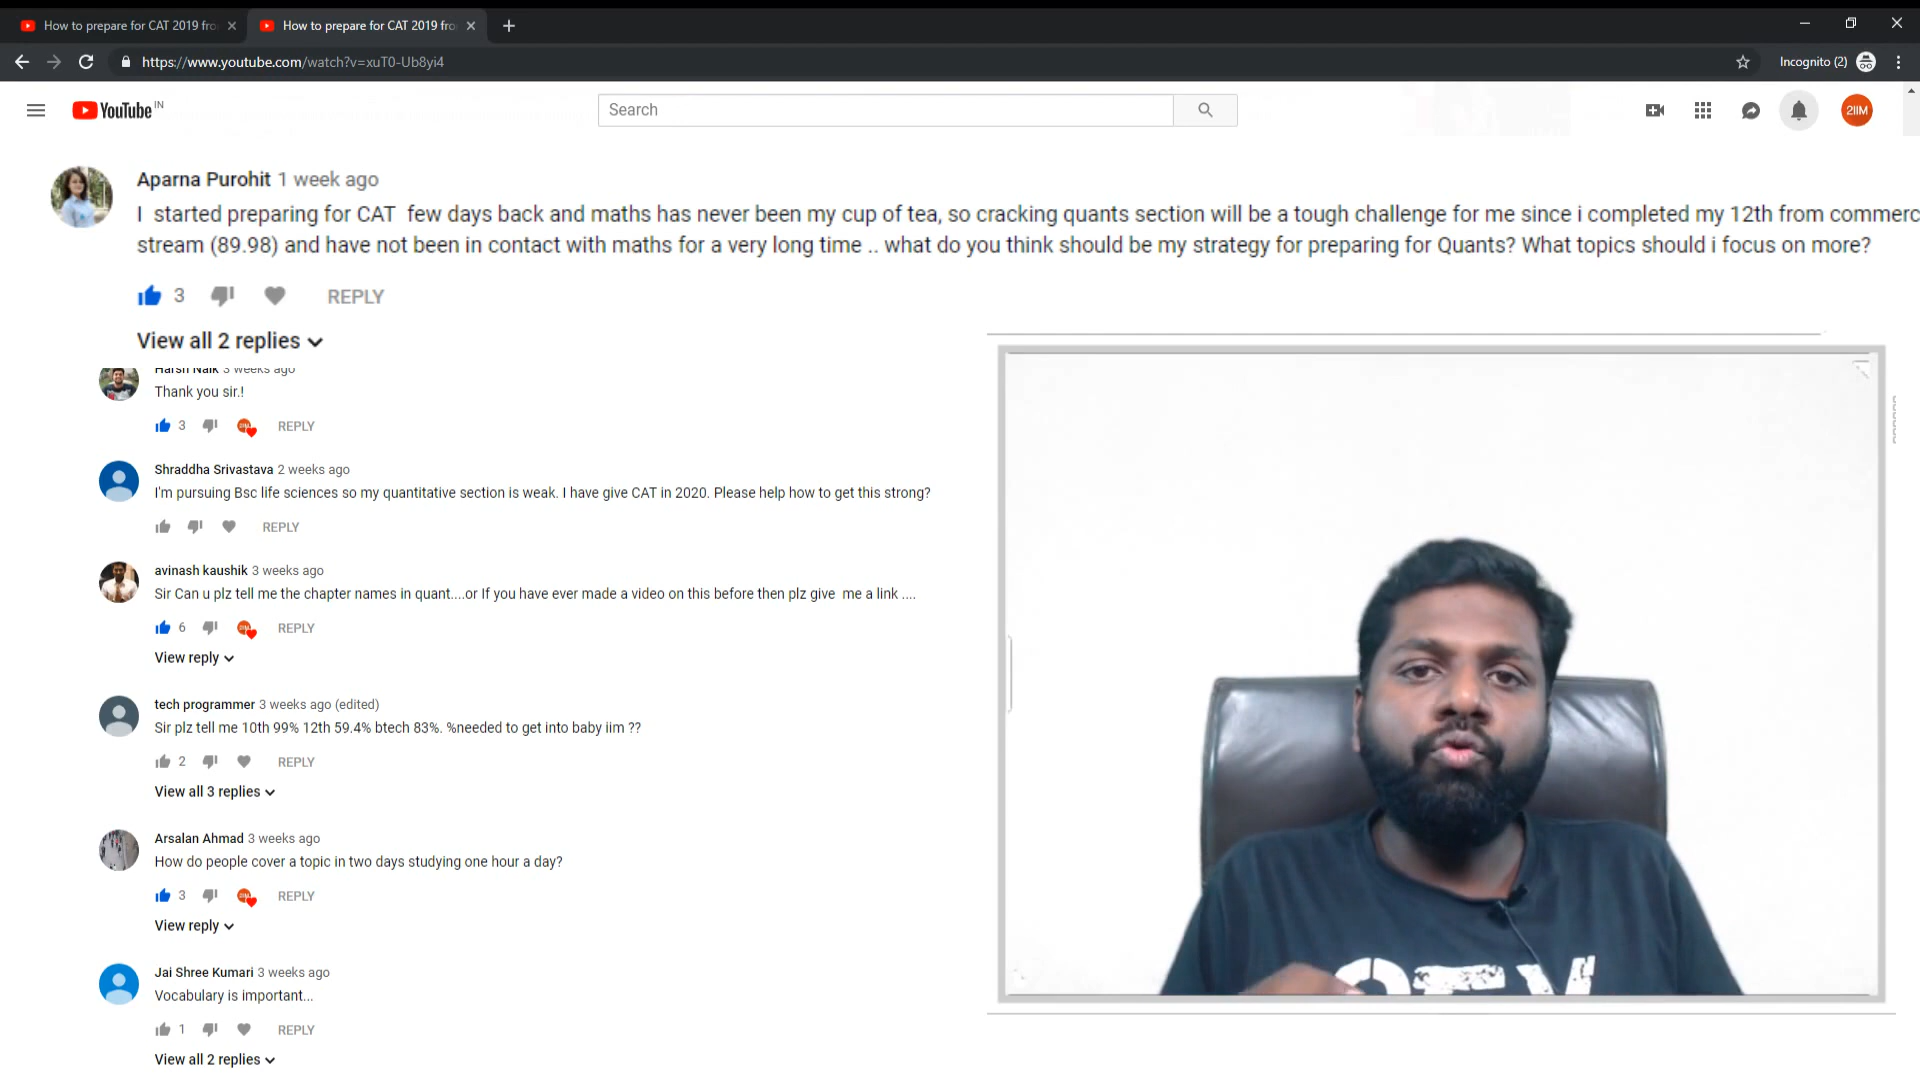 How to prepare for CAT 2019 fro
How to prepare for CAT 2019 fro
https://www.youtube.com/watch?v=xuT0-Ub8yi4
Incognito (2)
YouTube IN
Search
2IIM
Aparna Purohit 1 week ago
I started preparing for CAT few days back and maths has never been my cup of tea, so cracking quants section will be a tough challenge for me since i completed my 12th from commerc
stream (89.98) and have not been in contact with maths for a very long time .. what do you think should be my strategy for preparing for Quants? What topics should i focus on more?
3 REPLY
View all 2 replies
Harsh Naik 3 weeks ago
Thank you sir.!
3 REPLY
Shraddha Srivastava 2 weeks ago
I'm pursuing Bsc life sciences so my quantitative section is weak. I have give CAT in 2020. Please help how to get this strong?
REPLY
avinash kaushik 3 weeks ago
Sir Can u plz tell me the chapter names in quant....or If you have ever made a video on this before then plz give me a link ....
6 REPLY
View reply
tech programmer 3 weeks ago (edited)
Sir plz tell me 10th 99% 12th 59.4% btech 83%. %needed to get into baby iim ??
2 REPLY
View all 3 replies
Arsalan Ahmad 3 weeks ago
How do people cover a topic in two days studying one hour a day?
3 REPLY
View reply
Jai Shree Kumari 3 weeks ago
Vocabulary is important...
1 REPLY
View all 2 replies